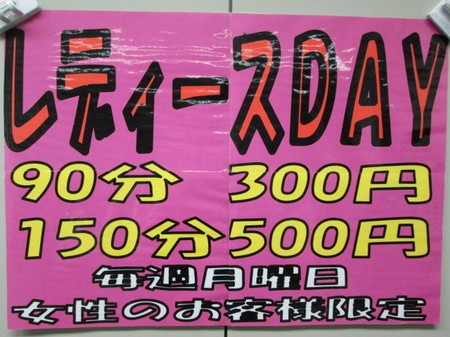 レディースDAY
90分 300円
150分500円
毎週月曜日
女性のお客様限定